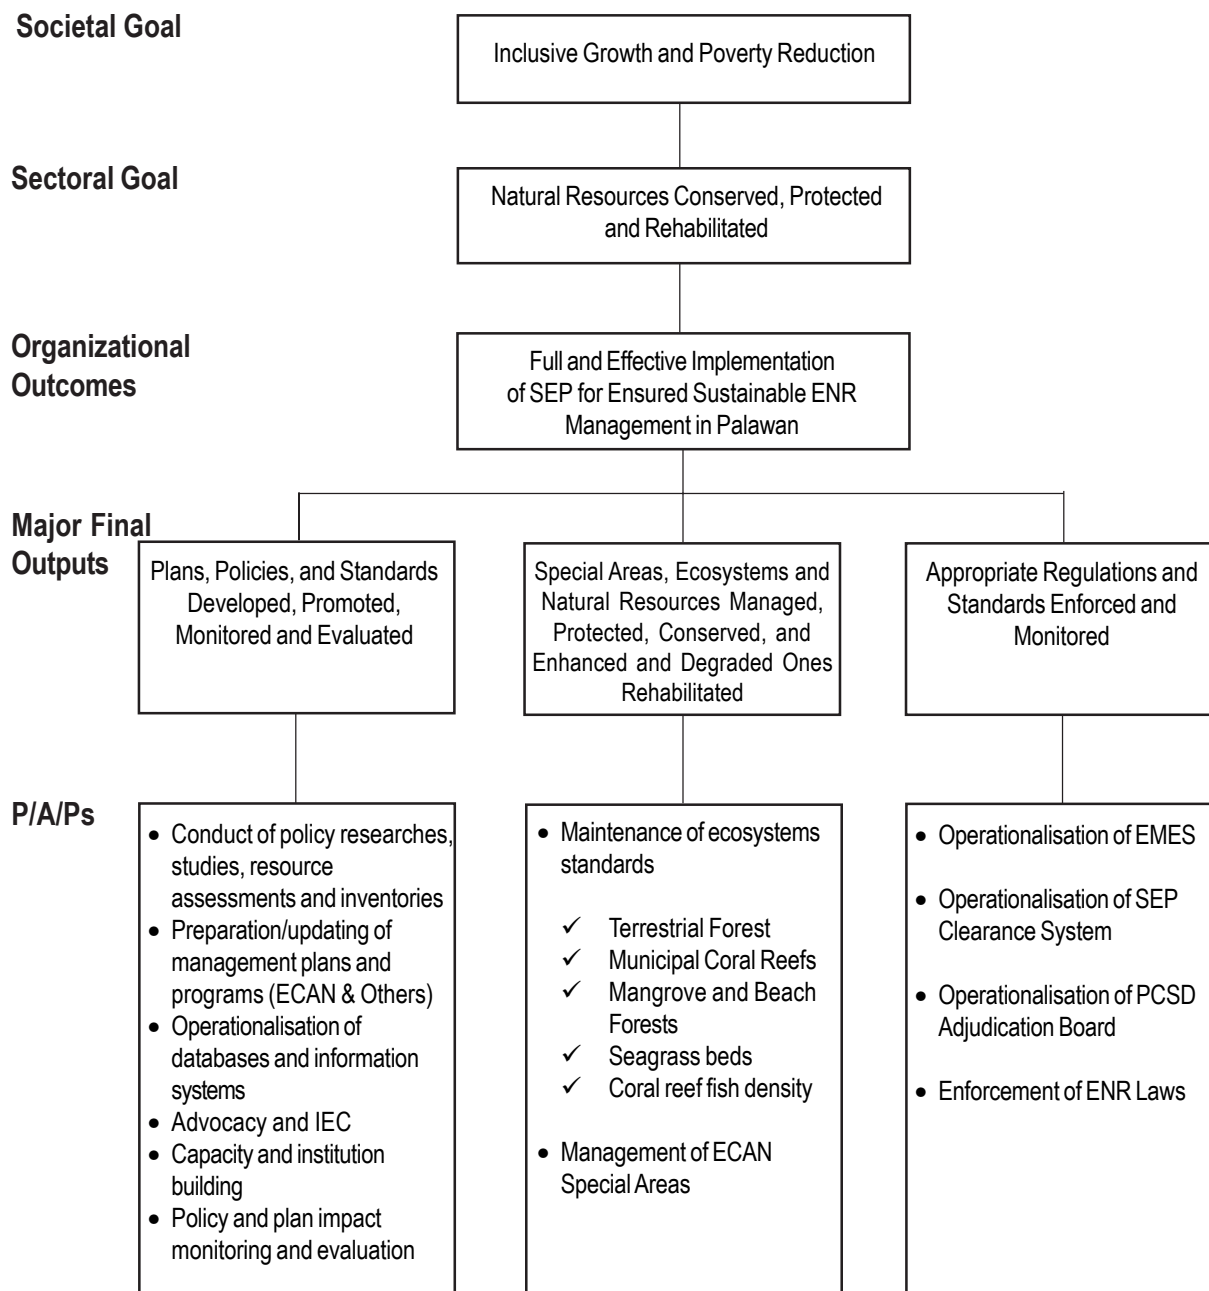 Societal Goal
Inclusive Growth and Poverty Reduction
Sectoral Goal
Natural Resources Conserved, Protected
and Rehabilitated
Organizational
Outcomes
Full and Effective Implementation
of SEP for Ensured Sustainable ENR
Management in Palawan
Major Final
Outputs
Plans, Policies, and Standards
Developed, Promoted,
Monitored and Evaluated
Special Areas, Ecosystems and
Natural Resources Managed,
Protected, Conserved, and
Enhanced and Degraded Ones
Rehabilitated
Appropriate Regulations and
Standards Enforced and
Monitored
P/A/Ps
• Conduct of policy researches,
studies, resource
assessments and inventories
• Preparation/updating of
management plans and
programs (ECAN & Others)
• Operationalisation of
databases and information
systems
• Advocacy and IEC
• Capacity and institution
building
• Policy and plan impact
monitoring and evaluation
• Maintenance of ecosystems
standards
✓ Terrestrial Forest
✓ Municipal Coral Reefs
✓ Mangrove and Beach
Forests
✓ Seagrass beds
✓ Coral reef fish density
• Management of ECAN
Special Areas
• Operationalisation of EMES
• Operationalisation of SEP
Clearance System
• Operationalisation of PCSD
Adjudication Board
• Enforcement of ENR Laws